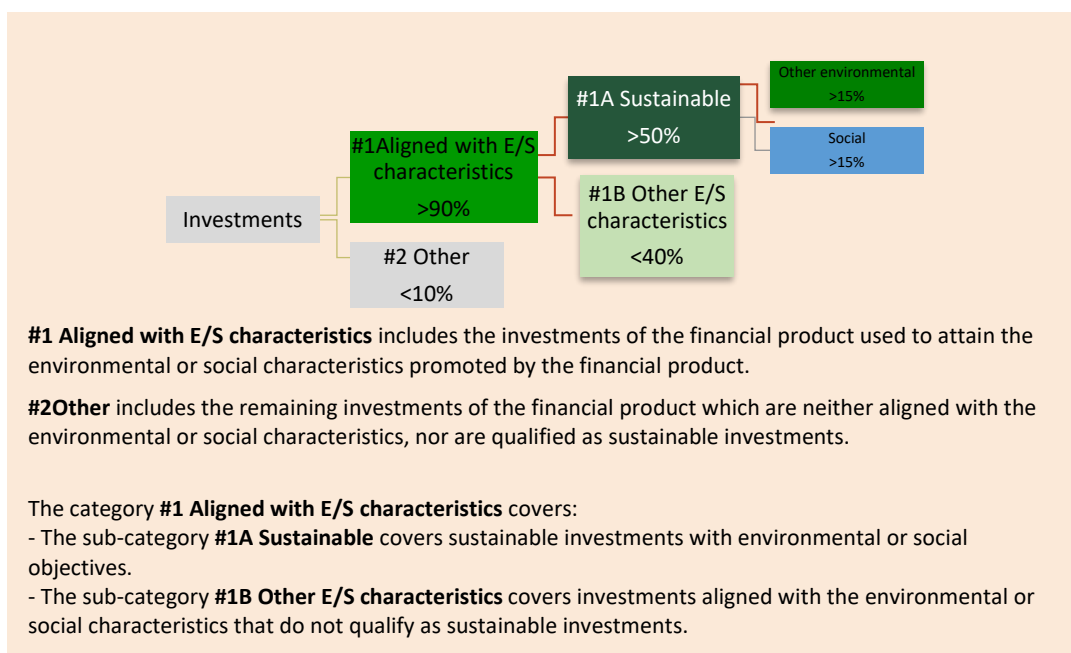 Other environmental
>15%
#1A Sustainable
>50%
Social
>15%
#1Aligned with E/S
characteristics
>90%
#1B Other E/S
characteristics
<40%
Investments
#2 Other
<10%
#1 Aligned with E/S characteristics includes the investments of the financial product used to attain the
environmental or social characteristics promoted by the financial product.
#2Other includes the remaining investments of the financial product which are neither aligned with the
environmental or social characteristics, nor are qualified as sustainable investments.
The category #1 Aligned with E/S characteristics covers:
- The sub-category #1A Sustainable covers sustainable investments with environmental or social
objectives.
- The sub-category #1B Other E/S characteristics covers investments aligned with the environmental or
social characteristics that do not qualify as sustainable investments.